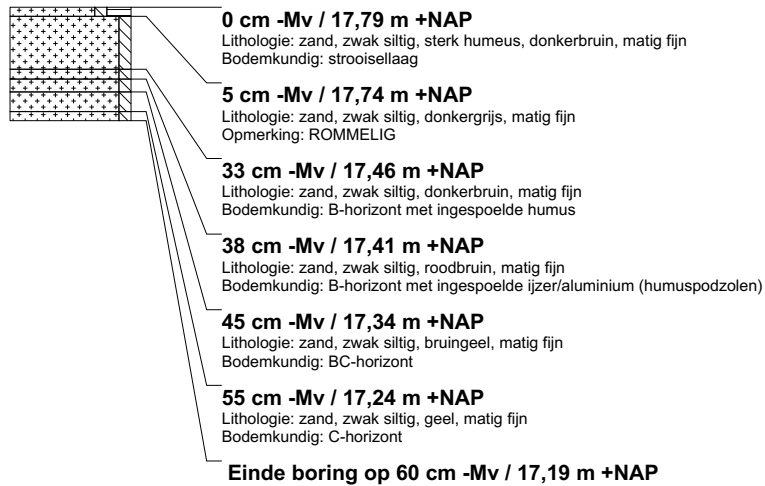 0 cm -Mv / 17,79 m +NAP
Lithologie: zand, zwak siltig, sterk humeus, donkerbruin, matig fijn
Bodemkundig: strooisellaag
5 cm -Mv / 17,74 m +NAP
Lithologie: zand, zwak siltig, donkergrijs, matig fijn
Opmerking: ROMMELIG
33 cm -Mv / 17,46 m +NAP
Lithologie: zand, zwak siltig, donkerbruin, matig fijn
Bodemkundig: B-horizont met ingespoelde humus
38 cm -Mv / 17,41 m +NAP
Lithologie: zand, zwak siltig, roodbruin, matig fijn
Bodemkundig: B-horizont met ingespoelde ijzer/aluminium (humuspodzolen)
45 cm -Mv / 17,34 m +NAP
Lithologie: zand, zwak siltig, bruingeel, matig fijn
Bodemkundig: BC-horizont
55 cm -Mv / 17,24 m +NAP
Lithologie: zand, zwak siltig, geel, matig fijn
Bodemkundig: C-horizont
Einde boring op 60 cm -Mv / 17,19 m +NAP